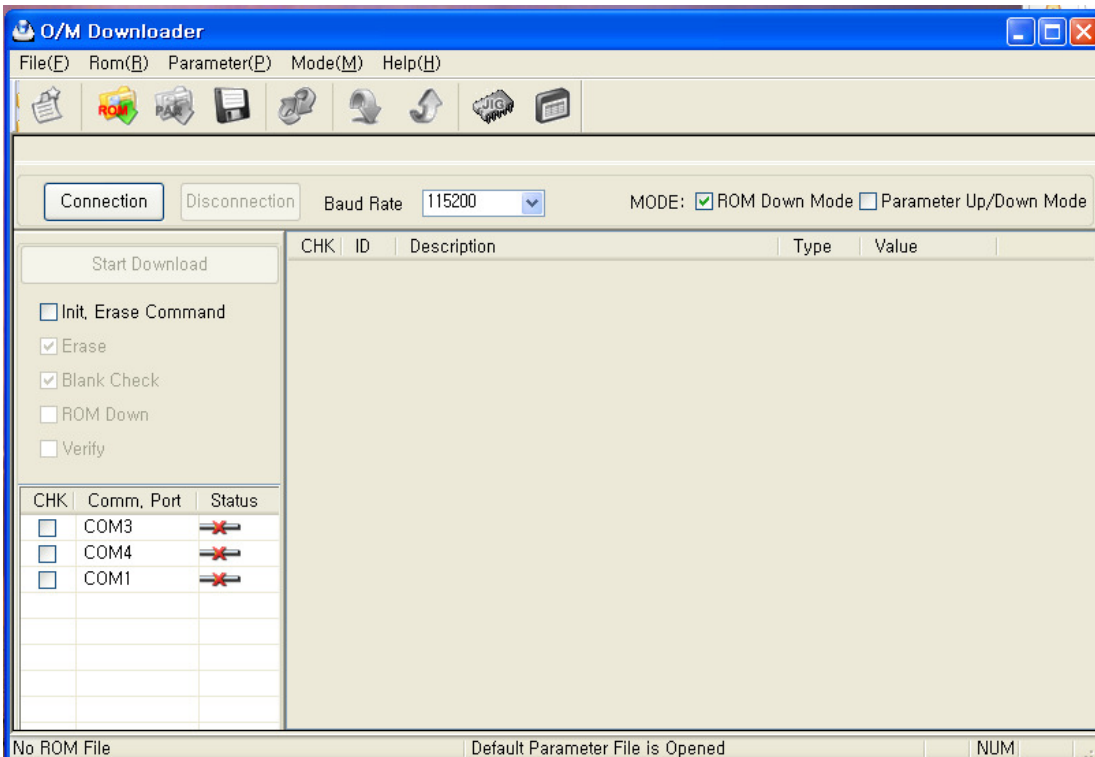 O/M Downloader
File(F) Rom(R) Parameter(P) Mode(M) Help(H)
ROM PAR JIG
Connection Disconnection Baud Rate 115200 MODE: ROM Down Mode Parameter Up/Down Mode
Start Download
Init, Erase Command
Erase
Blank Check
ROM Down
Verify
CHK Comm, Port Status
COM3
COM4
COM1
CHK ID Description Type Value
No ROM File Default Parameter File is Opened NUM